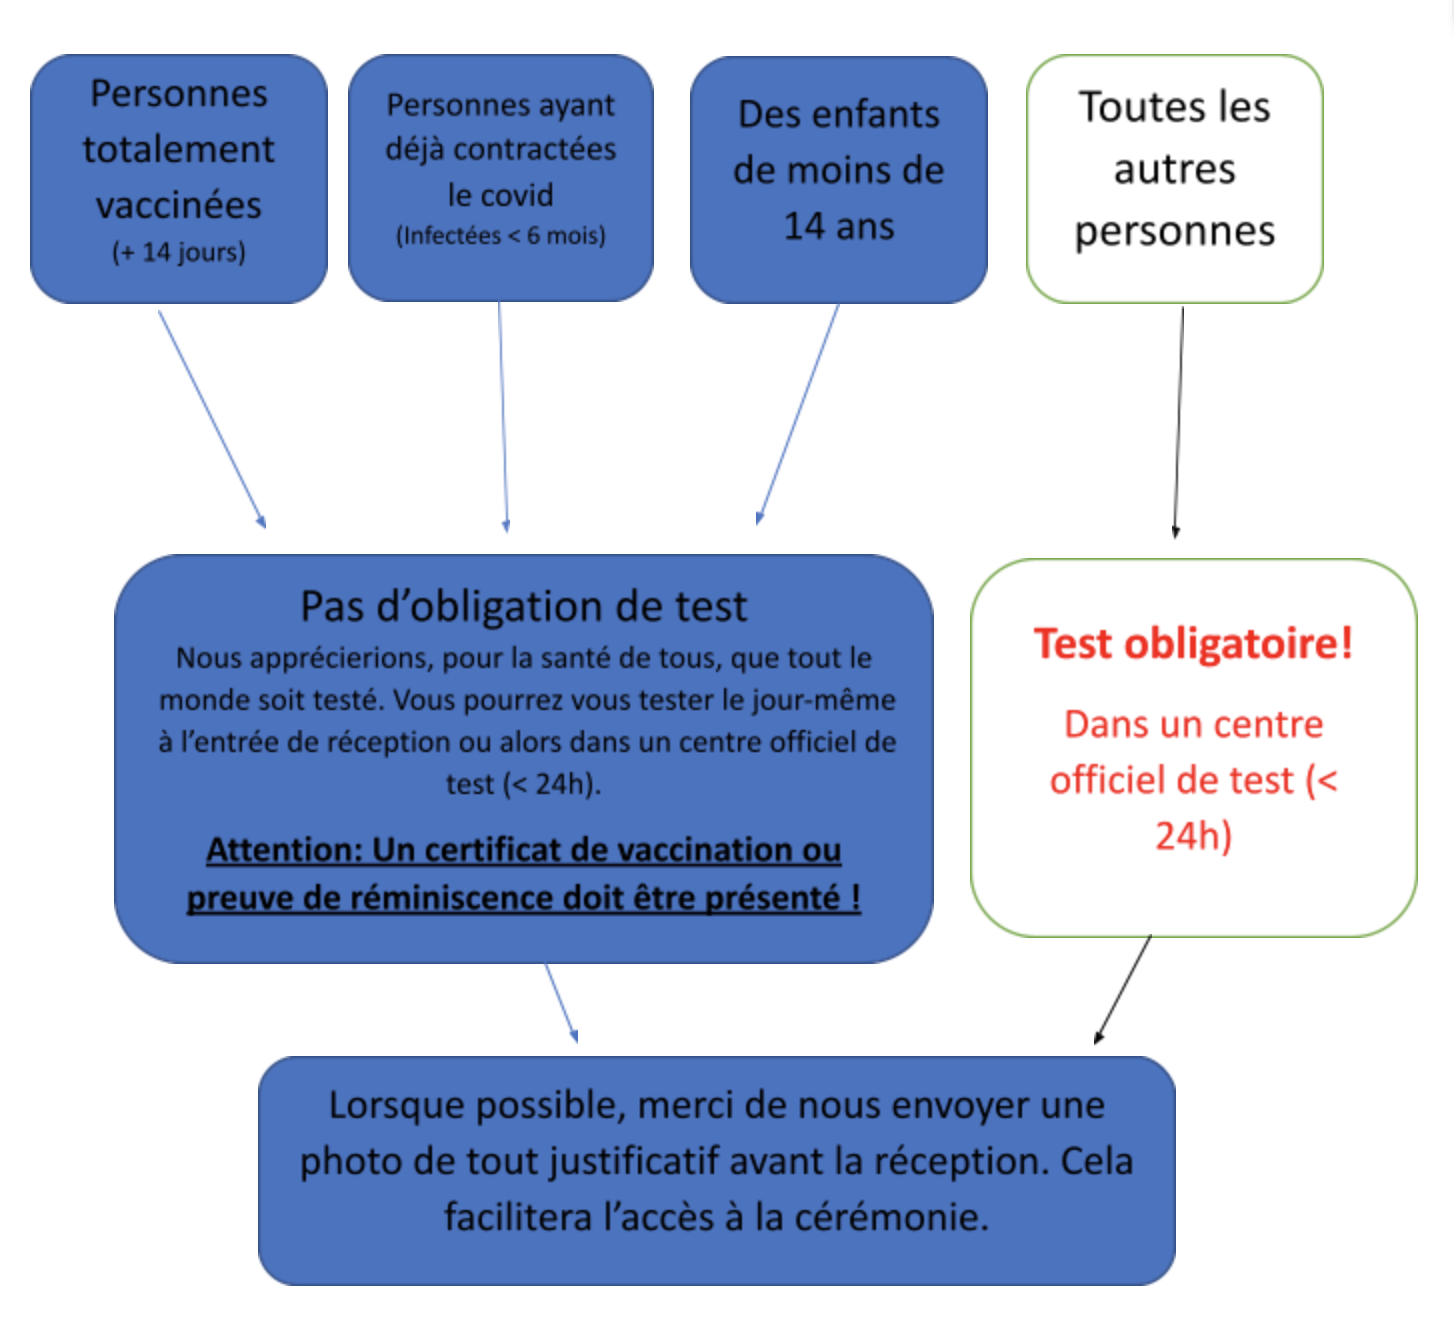 Personnes
totalement
vaccinées
(+ 14 jours)
Personnes ayant
déjà contractées
le covid
(Infectées < 6 mois)
Des enfants
de moins de
14 ans
Toutes les
autres
personnes
Pas d’obligation de test
Nous apprécierions, pour la santé de tous, que tout le
monde soit testé. Vous pourrez vous tester le jour-même
à l’entrée de réception ou alors dans un centre officiel de
test (< 24h).
Attention: Un certificat de vaccination ou
preuve de réminiscence doit être présenté !
Test obligatoire!
Dans un centre
officiel de test (<
24h)
Lorsque possible, merci de nous envoyer une
photo de tout justificatif avant la réception. Cela
facilitera l’accès à la cérémonie.